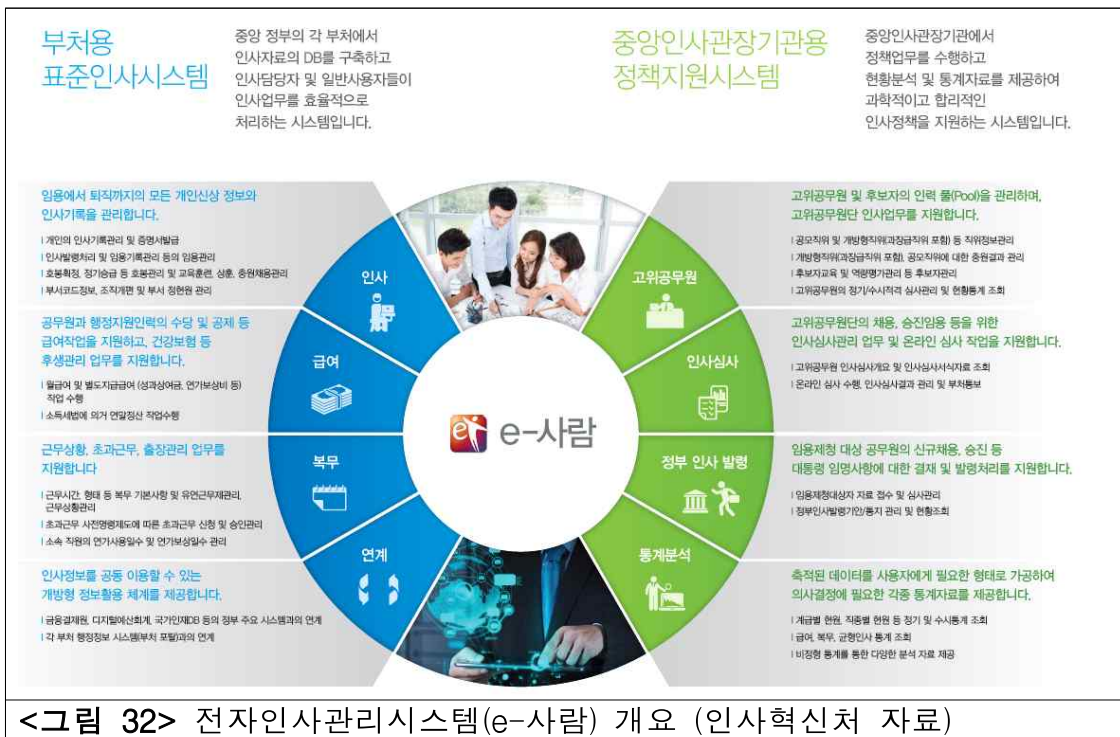 부처용
표준인사시스템
중앙 정부의 각 부처에서
인사자료의 DB를 구축하고
인사담당자 및 일반사용자들이
인사업무를 효율적으로
처리하는 시스템입니다.
중앙인사관장기관용
정책지원시스템
중앙인사관장기관에서
정책업무를 수행하고
현황분석 및 통계자료를 제공하여
과학적이고 합리적인
인사정책을 지원하는 시스템입니다.
임용에서 퇴직까지의 모든 개인신상 정보와
인사기록을 관리합니다.
| 개인의 인사기록관리 및 증명서발급
| 인사발령처리 및 임용기록관리 등의 임용관리
| 호봉획정, 정기승급 등 호봉관리 및 교육훈련, 상훈, 충원채용관리
| 부서코드정보, 조직개편 및 부서 정현원 관리
인사
공무원과 행정지원인력의 수당 및 공제 등
급여작업을 지원하고, 건강보험 등
후생관리 업무를 지원합니다.
| 월급여 및 별도지급급여 (성과상여금, 연가보상비 등)
작업 수행
| 소득세법에 의거 연말정산 작업수행
급여
근무상황, 초과근무, 출장관리 업무를
지원합니다
| 근무시간, 형태 등 복무 기본사항 및 유연근무제관리,
근무상황관리
| 초과근무 사전명령제도에 따른 초과근무 신청 및 승인관리
| 소속 직원의 연가사용일수 및 연가보상일수 관리
복무
인사정보를 공동 이용할 수 있는
개방형 정보활용 체계를 제공합니다.
| 금융결제원, 디지털예산회계, 국가인재DB 등의 정부 주요 시스템과의 연계
| 각 부처 행정정보 시스템(부처 포탈)과의 연계
연계
e-사람
고위공무원
고위공무원 및 후보자의 인력 풀(Pool)을 관리하며,
고위공무원단 인사업무를 지원합니다.
| 공모직위 및 개방형직위(과장급직위 포함) 등 직위정보관리
| 개방형직위(과장급직위 포함), 공모직위에 대한 충원결과 관리
| 후보자교육 및 역량평가관리 등 후보자관리
| 고위공무원의 정기/수시적격 심사관리 및 현황통계 조회
인사심사
고위공무원단의 채용, 승진임용 등을 위한
인사심사관리 업무 및 온라인 심사 작업을 지원합니다.
| 고위공무원 인사심사개요 및 인사심사서식자료 조회
| 온라인 심사 수행, 인사심사결과 관리 및 부처통보
정부 인사 발령
임용제청 대상 공무원의 신규채용, 승진 등
대통령 임명사항에 대한 결재 및 발령처리를 지원합니다.
| 임용제청대상자 자료 접수 및 심사관리
| 정부인사발령기안/통지 관리 및 현황조회
통계분석
축적된 데이터를 사용자에게 필요한 형태로 가공하여
의사결정에 필요한 각종 통계자료를 제공합니다.
| 계급별 현원, 직종별 현원 등 정기 및 수시통계 조회
| 급여, 복무, 균형인사 통계 조회
| 비정형 통계를 통한 다양한 분석 자료 제공
<그림 32> 전자인사관리시스템(e-사람) 개요 (인사혁신처 자료)